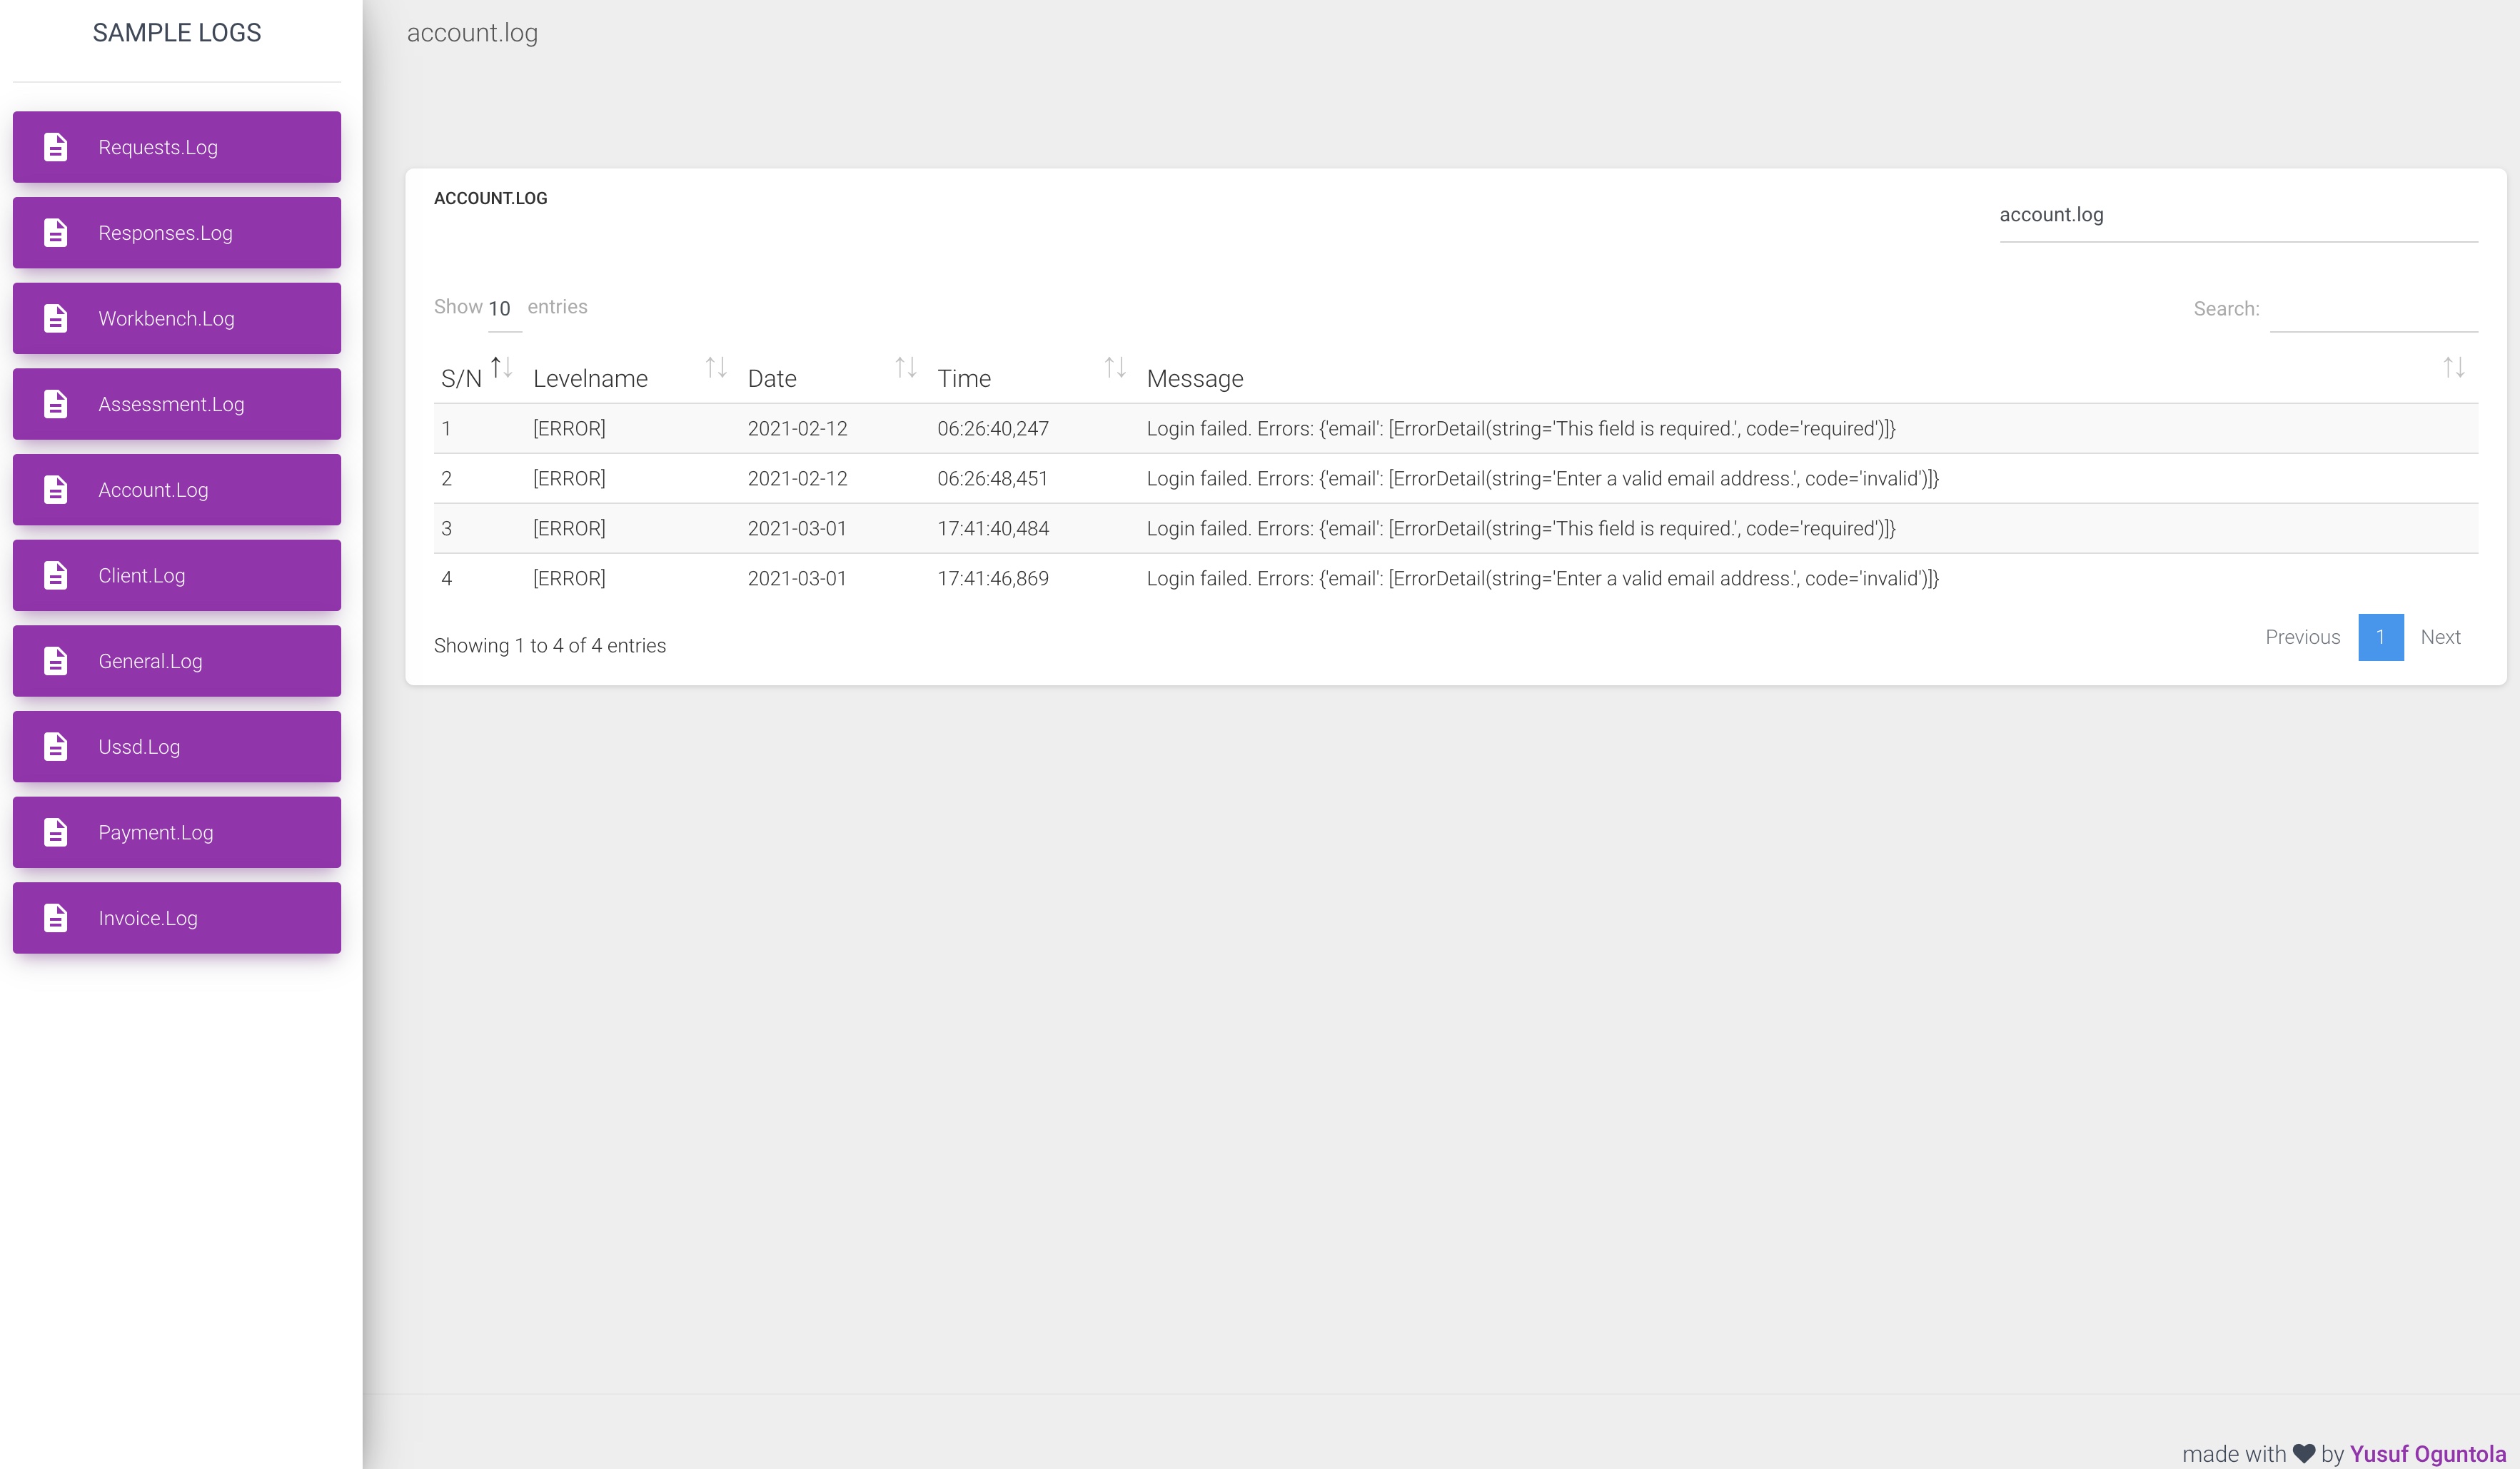 SAMPLE LOGS
Requests.Log
Responses.Log
Workbench.Log
Assessment.Log
Account.Log
Client.Log
General.Log
Ussd.Log
Payment.Log
Invoice.Log
account.log
ACCOUNT.LOG
account.log
Show 10 entries
Search:
S/N Levelname Date Time Message
1 [ERROR] 2021-02-12 06:26:40,247 Login failed. Errors: {'email': [ErrorDetail(string='This field is required.', code='required')]}
2 [ERROR] 2021-02-12 06:26:48,451 Login failed. Errors: {'email': [ErrorDetail(string='Enter a valid email address.', code='invalid')]}
3 [ERROR] 2021-03-01 17:41:40,484 Login failed. Errors: {'email': [ErrorDetail(string='This field is required.', code='required')]}
4 [ERROR] 2021-03-01 17:41:46,869 Login failed. Errors: {'email': [ErrorDetail(string='Enter a valid email address.', code='invalid')]}
Showing 1 to 4 of 4 entries
Previous 1 Next
made with by Yusuf Oguntola